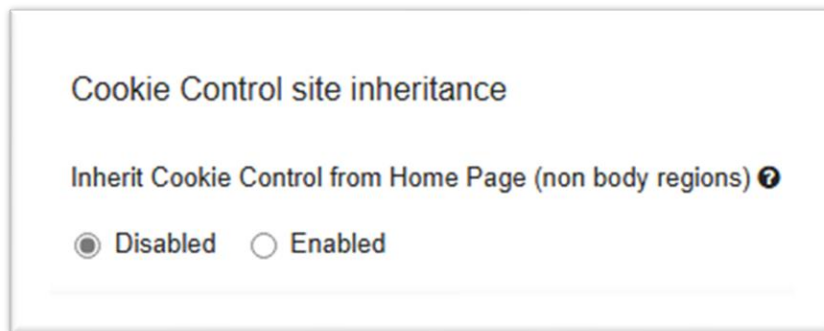 Cookie Control site inheritance
Inherit Cookie Control from Home Page (non body regions) ?
Disabled Enabled